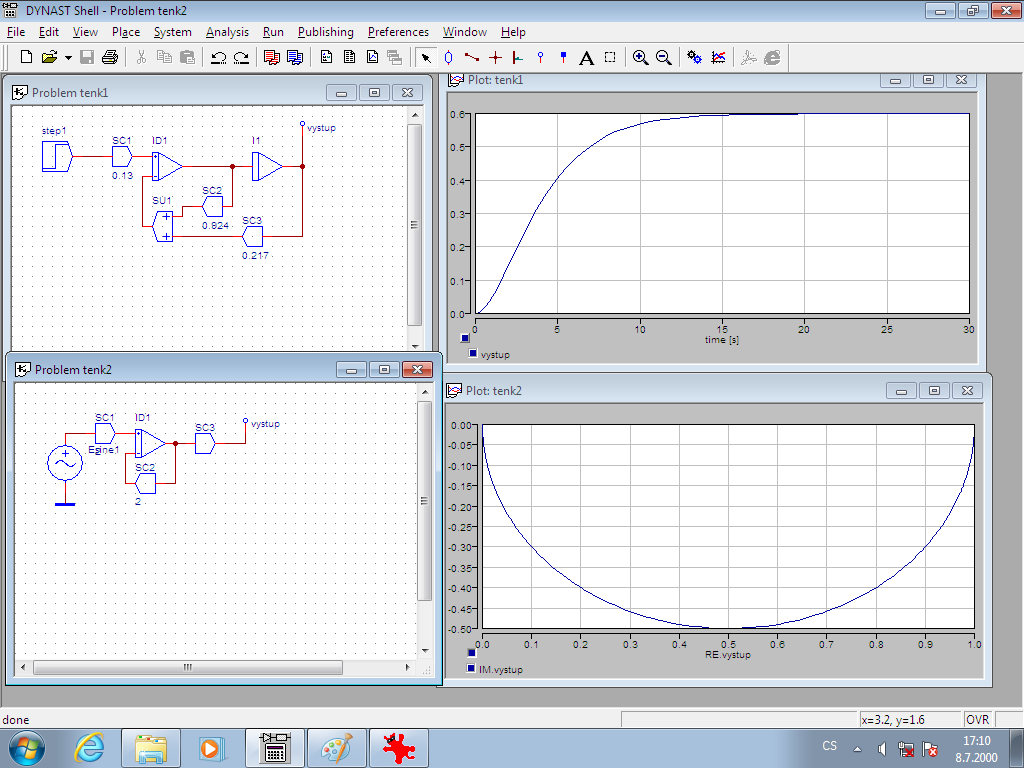 DYNAST Shell - Problem tenk2
File Edit View Place System Analysis Run Publishing Preferences Window Help
Problem tenk1
step1
SC1
0.13
ID1
I1
vystup
SU1
SC2
0.824
SC3
0.217
Plot: tenk1
0.6
0.5
0.4
0.3
0.2
0.1
0.0
0 5 10 15 20 25 30
time [s]
vystup
Problem tenk2
SC1
Esine1
ID1
SC2
2
SC3
vystup
Plot: tenk2
0.00
-0.05
-0.10
-0.15
-0.20
-0.25
-0.30
-0.35
-0.40
-0.45
-0.50
0.0 0.1 0.2 0.3 0.4 0.5 0.6 0.7 0.8 0.9 1.0
RE.vystup
IM.vystup
done
x=3.2, y=1.6
OVR
CS
17:10
8.7.2000